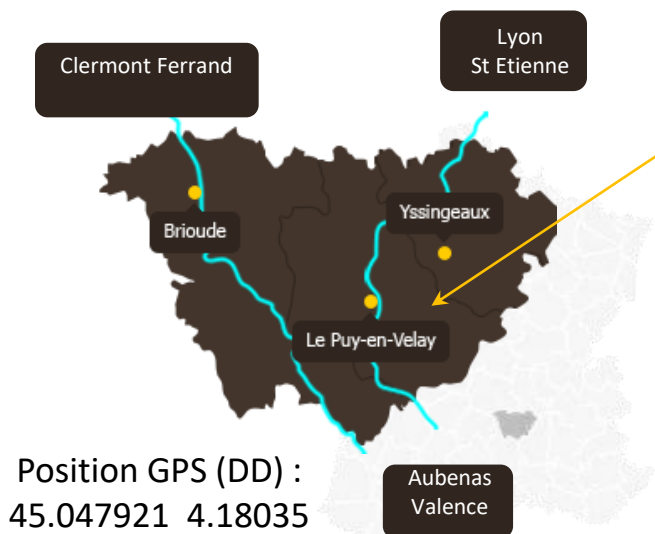 Lyon
St Etienne
Clermont Ferrand
Yssingeaux
Brioude
Le Puy-en-Velay
Position GPS (DD) :
45.047921 4.18035
Aubenas
Valence